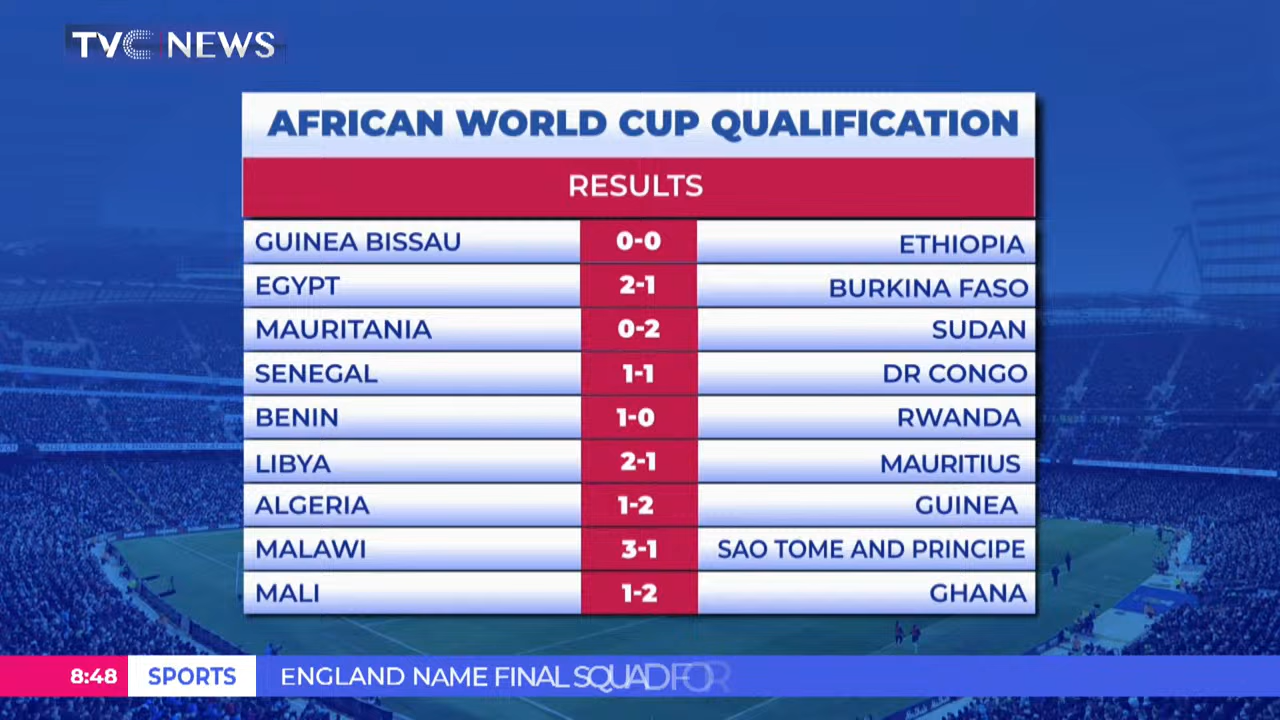 TVC NEWS
AFRICAN WORLD CUP QUALIFICATION
RESULTS
GUINEA BISSAU 0-0 ETHIOPIA
EGYPT 2-1 BURKINA FASO
MAURITANIA 0-2 SUDAN
SENEGAL 1-1 DR CONGO
BENIN 1-0 RWANDA
LIBYA 2-1 MAURITIUS
ALGERIA 1-2 GUINEA
MALAWI 3-1 SAO TOME AND PRINCIPE
MALI 1-2 GHANA
8:48 SPORTS ENGLAND NAME FINAL SQUAD FOR